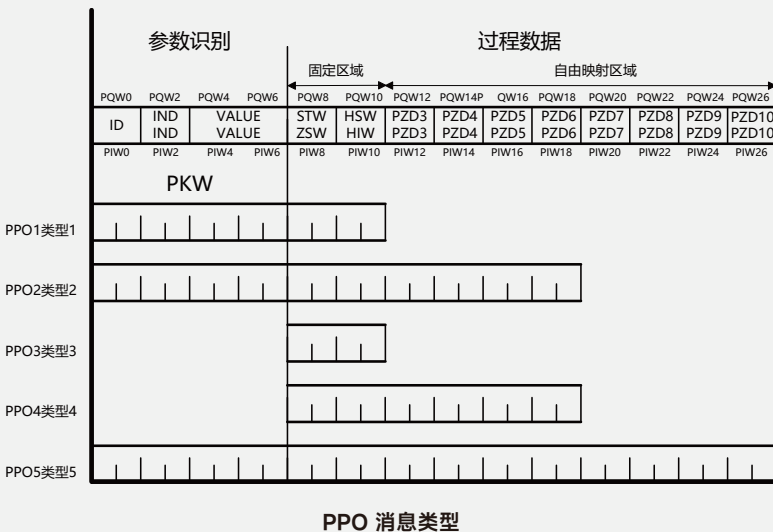 参数识别 过程数据
固定区域 自由映射区域
PQW0 PQW2 PQW4 PQW6 PQW8 PQW10 PQW12 PQW14P QW16 PQW18 PQW20 PQW22 PQW24 PQW26
ID IND VALUE STW HSW PZD3 PZD4 PZD5 PZD6 PZD7 PZD8 PZD9 PZD10
IND VALUE ZSW HIW PZD3 PZD4 PZD5 PZD6 PZD7 PZD8 PZD9 PZD10
PIW0 PIW2 PIW4 PIW6 PIW8 PIW10 PIW12 PIW14 PIW16 PIW18 PIW20 PIW22 PIW24 PIW26
PKW
PPO1类型1
PPO2类型2
PPO3类型3
PPO4类型4
PPO5类型5
PPO 消息类型